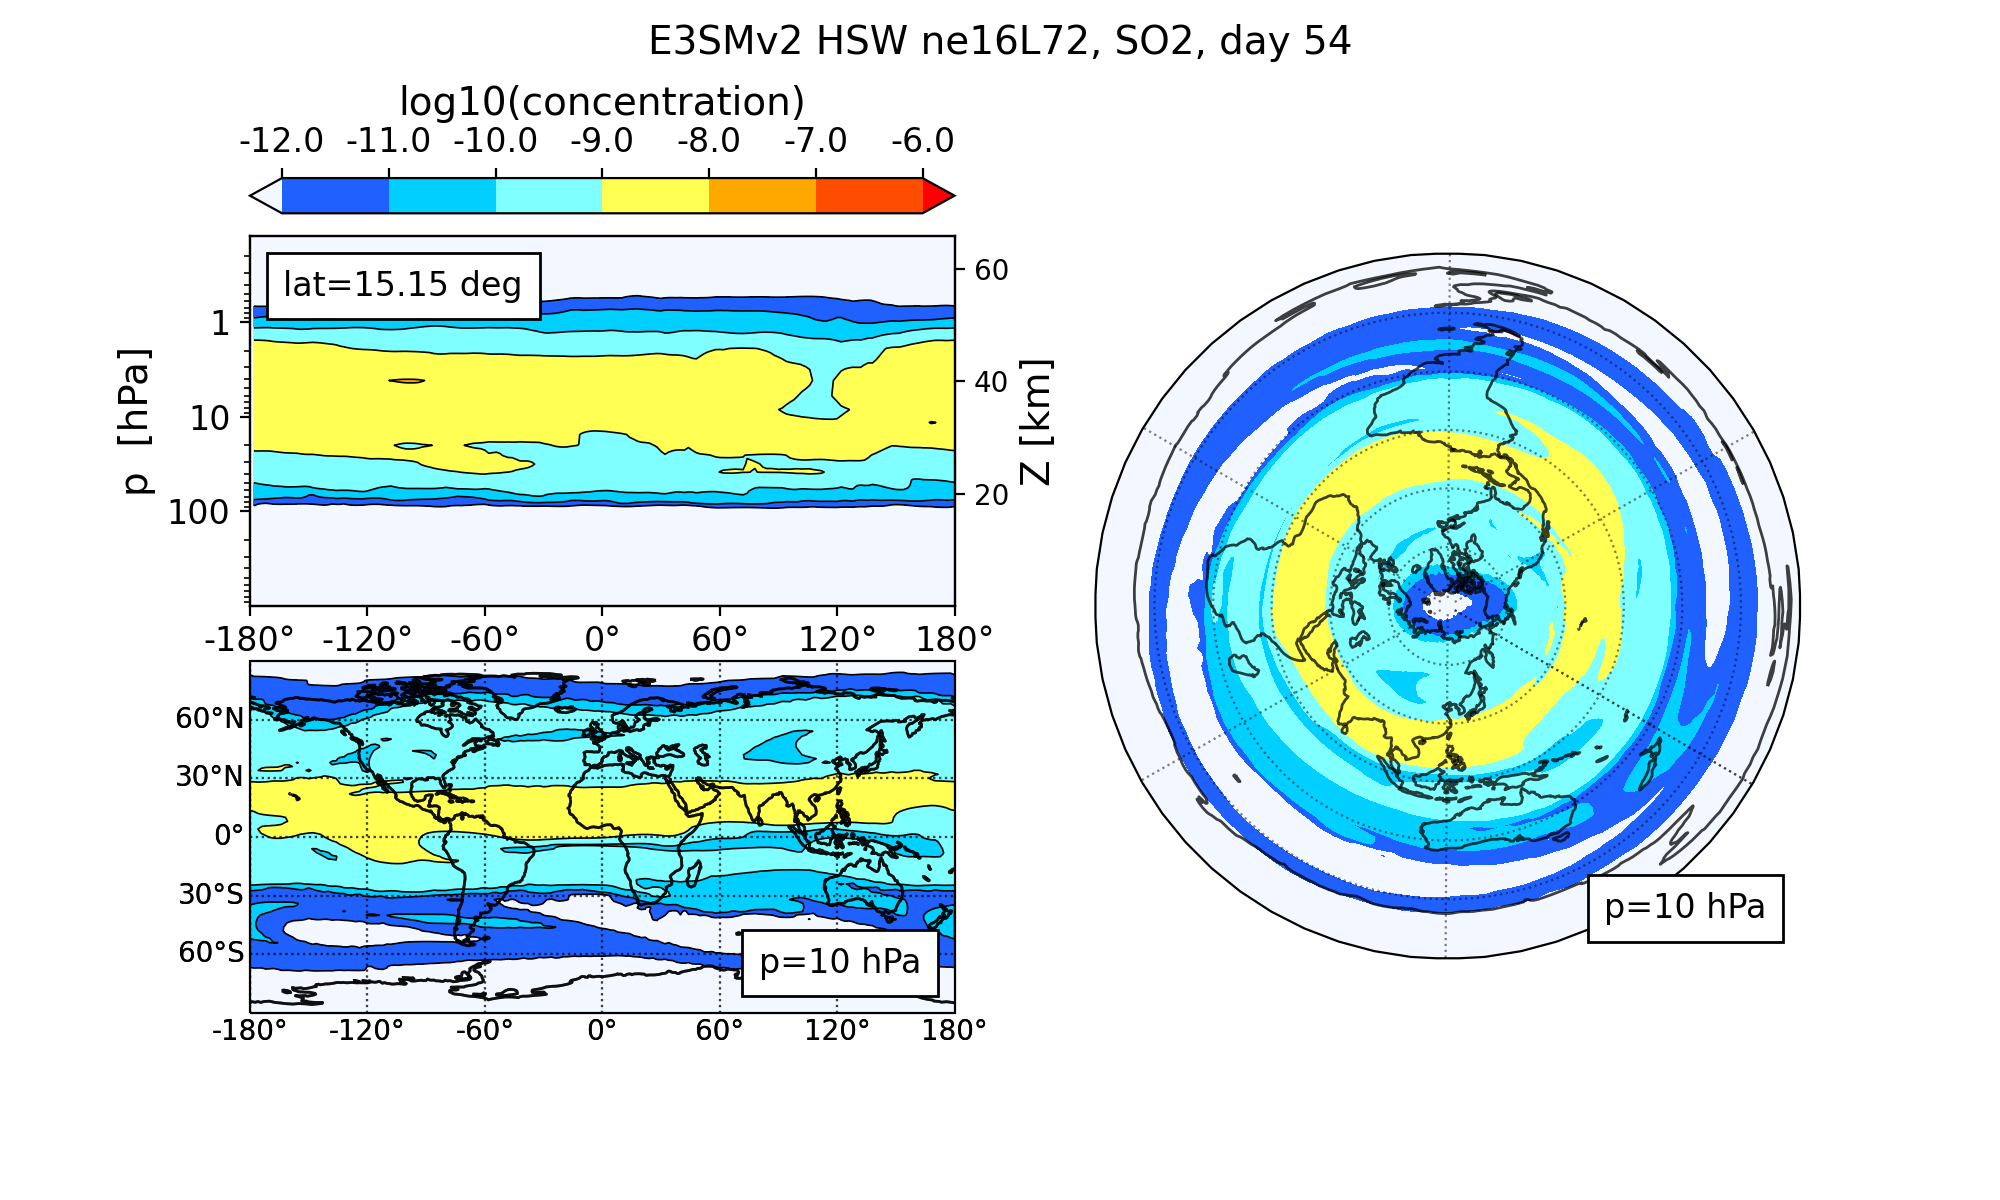 E3SMv2 HSW ne16L72, SO2, day 54
log10(concentration)
-12.0 -11.0 -10.0 -9.0 -8.0 -7.0 -6.0
lat=15.15 deg
p [hPa]
1
10
100
Z [km]
60
40
20
-180° -120° -60° 0° 60° 120° 180°
60°N
30°N
0°
30°S
60°S
p=10 hPa
-180° -120° -60° 0° 60° 120° 180°
p=10 hPa